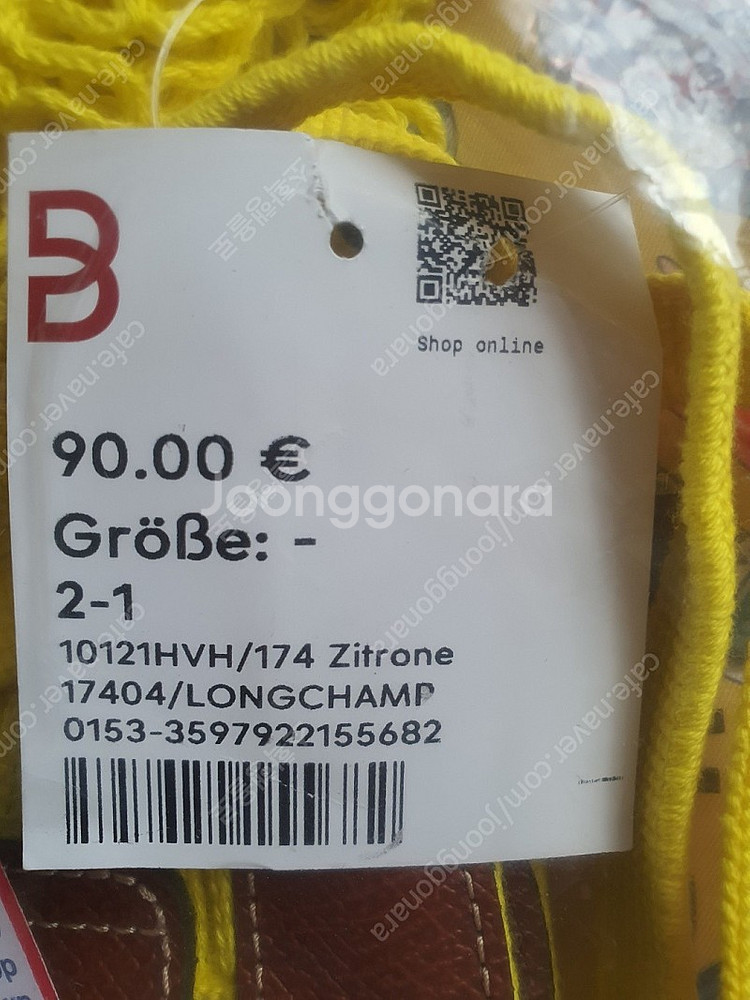 B
Shop online
90.00 €
Größe: -
2-1
10121HVH/174 Zitrone
17404/LONGCHAMP
0153-3597922155682
Joonggonara
cafe.naver.com/joonggonara